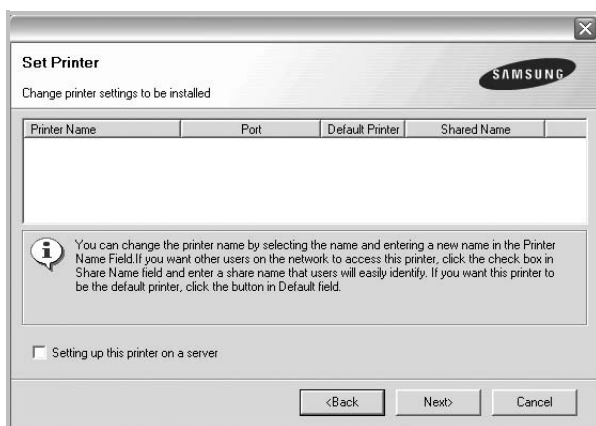 Set Printer
SAMSUNG
Change printer settings to be installed
Printer Name Port Default Printer Shared Name
You can change the printer name by selecting the name and entering a new name in the Printer
Name Field.If you want other users on the network to access this printer, click the check box in
Share Name field and enter a share name that users will easily identify. If you want this printer to
be the default printer, click the button in Default field.
Setting up this printer on a server
<Back Next> Cancel